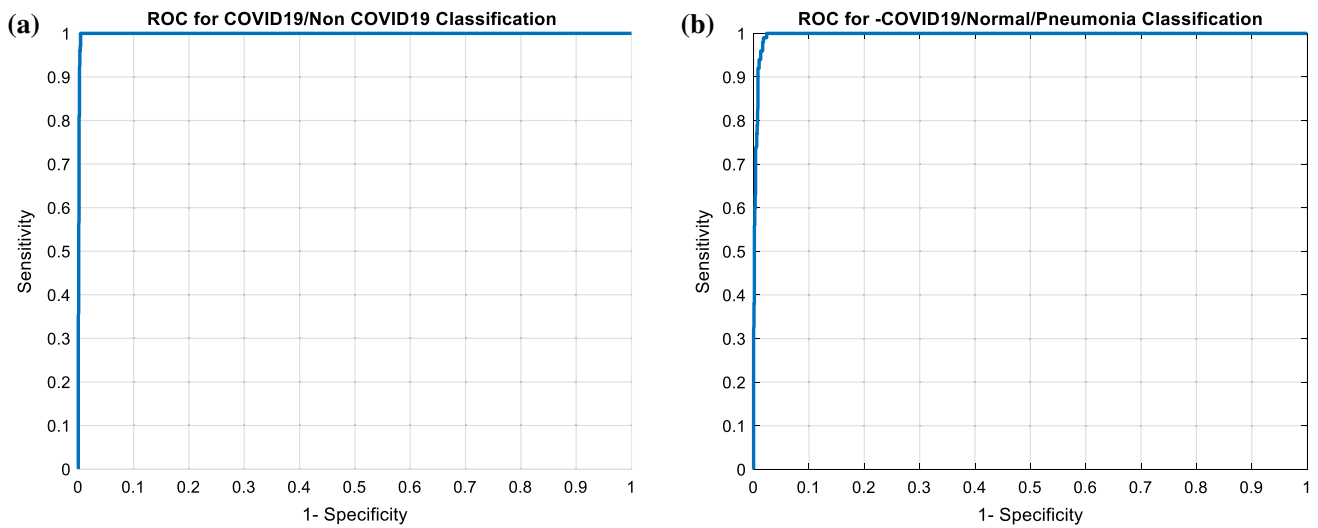 (a)
ROC for COVID19/Non COVID19 Classification
1
0.9
0.8
0.7
0.6
0.5
0.4
0.3
0.2
0.1
0
Sensitivity
0 0.1 0.2 0.3 0.4 0.5 0.6 0.7 0.8 0.9 1
1- Specificity
(b)
ROC for -COVID19/Normal/Pneumonia Classification
1
0.9
0.8
0.7
0.6
0.5
0.4
0.3
0.2
0.1
0
Sensitivity
0 0.1 0.2 0.3 0.4 0.5 0.6 0.7 0.8 0.9 1
1- Specificity